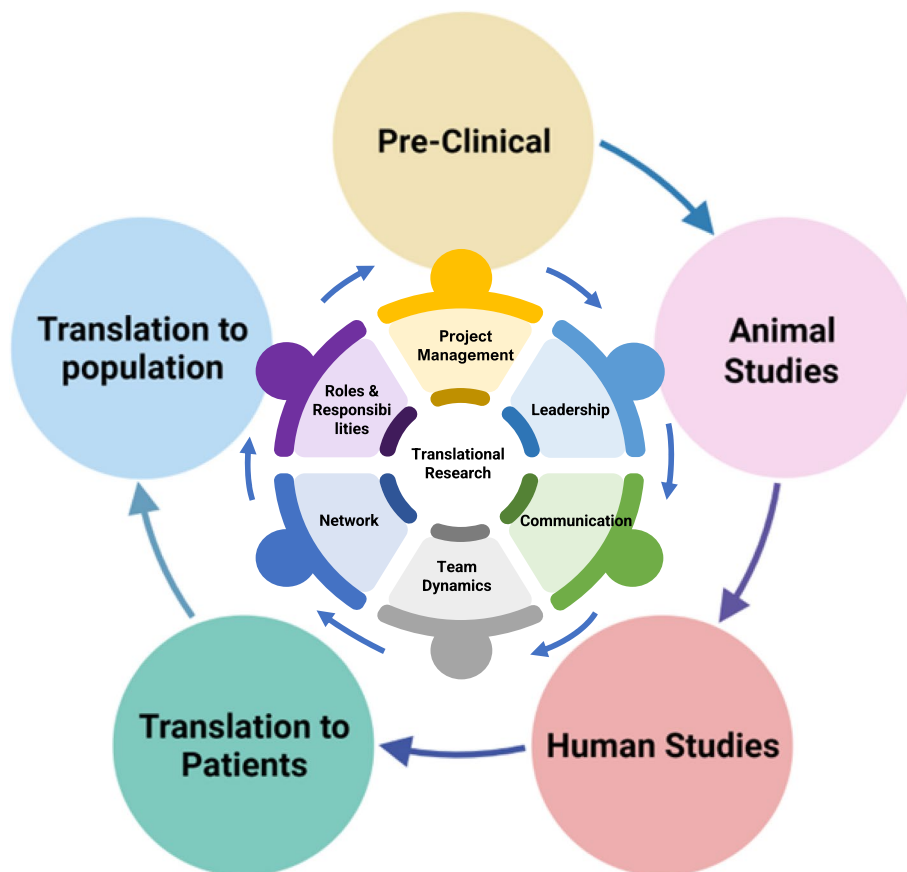 Pre-Clinical
Translation to
population
Animal
Studies
Project
Management
Roles &
Responsibi
lities
Leadership
Translational
Research
Network
Communication
Team
Dynamics
Translation to
Patients
Human Studies